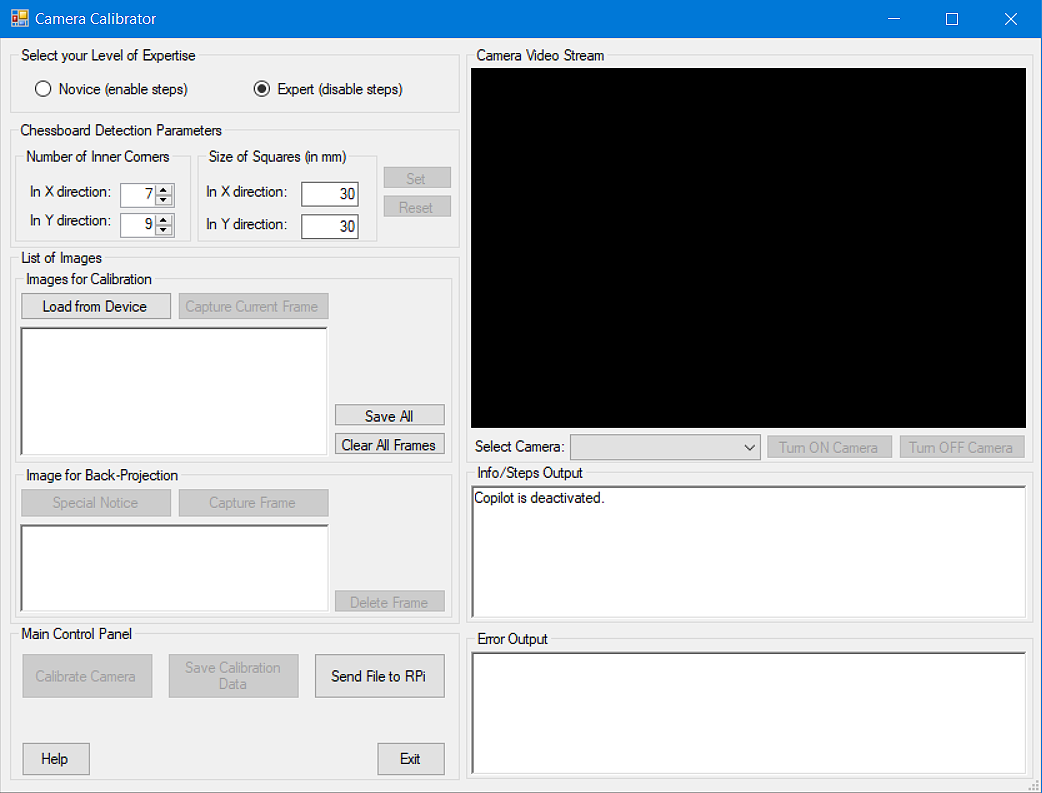 Camera Calibrator
Select your Level of Expertise
Novice (enable steps)
Expert (disable steps)
Chessboard Detection Parameters
Number of Inner Corners
In X direction:
7
In Y direction:
9
Size of Squares (in mm)
In X direction:
30
In Y direction:
30
Set
Reset
List of Images
Images for Calibration
Load from Device
Capture Current Frame
Save All
Clear All Frames
Image for Back-Projection
Special Notice
Capture Frame
Delete Frame
Main Control Panel
Calibrate Camera
Save Calibration
Data
Send File to RPi
Help
Exit
Camera Video Stream
Select Camera:
Turn ON Camera
Turn OFF Camera
Info/Steps Output
Copilot is deactivated.
Error Output